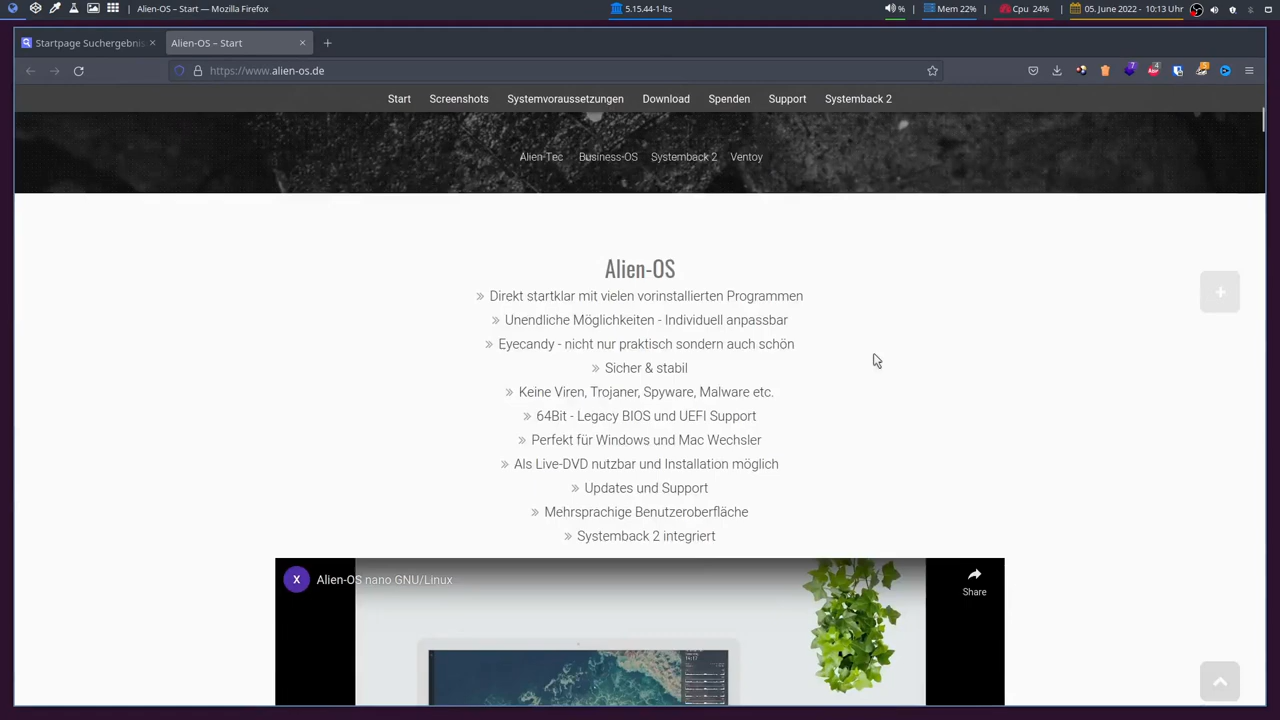 Alien-OS – Start — Mozilla Firefox
5.15.44-1-lts
%
Mem 22%
Cpu 24%
05. June 2022 - 10:13 Uhr
Startpage Suchergebnis
Alien-OS – Start
https://www.alien-os.de
7
4
Start
Screenshots
Systemvoraussetzungen
Download
Spenden
Support
Systemback 2
Alien-Tec
Business-OS
Systemback 2
Ventoy
Alien-OS
» Direkt startklar mit vielen vorinstallierten Programmen
» Unendliche Möglichkeiten - Individuell anpassbar
» Eyecandy - nicht nur praktisch sondern auch schön
» Sicher & stabil
» Keine Viren, Trojaner, Spyware, Malware etc.
» 64Bit - Legacy BIOS und UEFI Support
» Perfekt für Windows und Mac Wechsler
» Als Live-DVD nutzbar und Installation möglich
» Updates und Support
» Mehrsprachige Benutzeroberfläche
» Systemback 2 integriert
X
Alien-OS nano GNU/Linux
Share